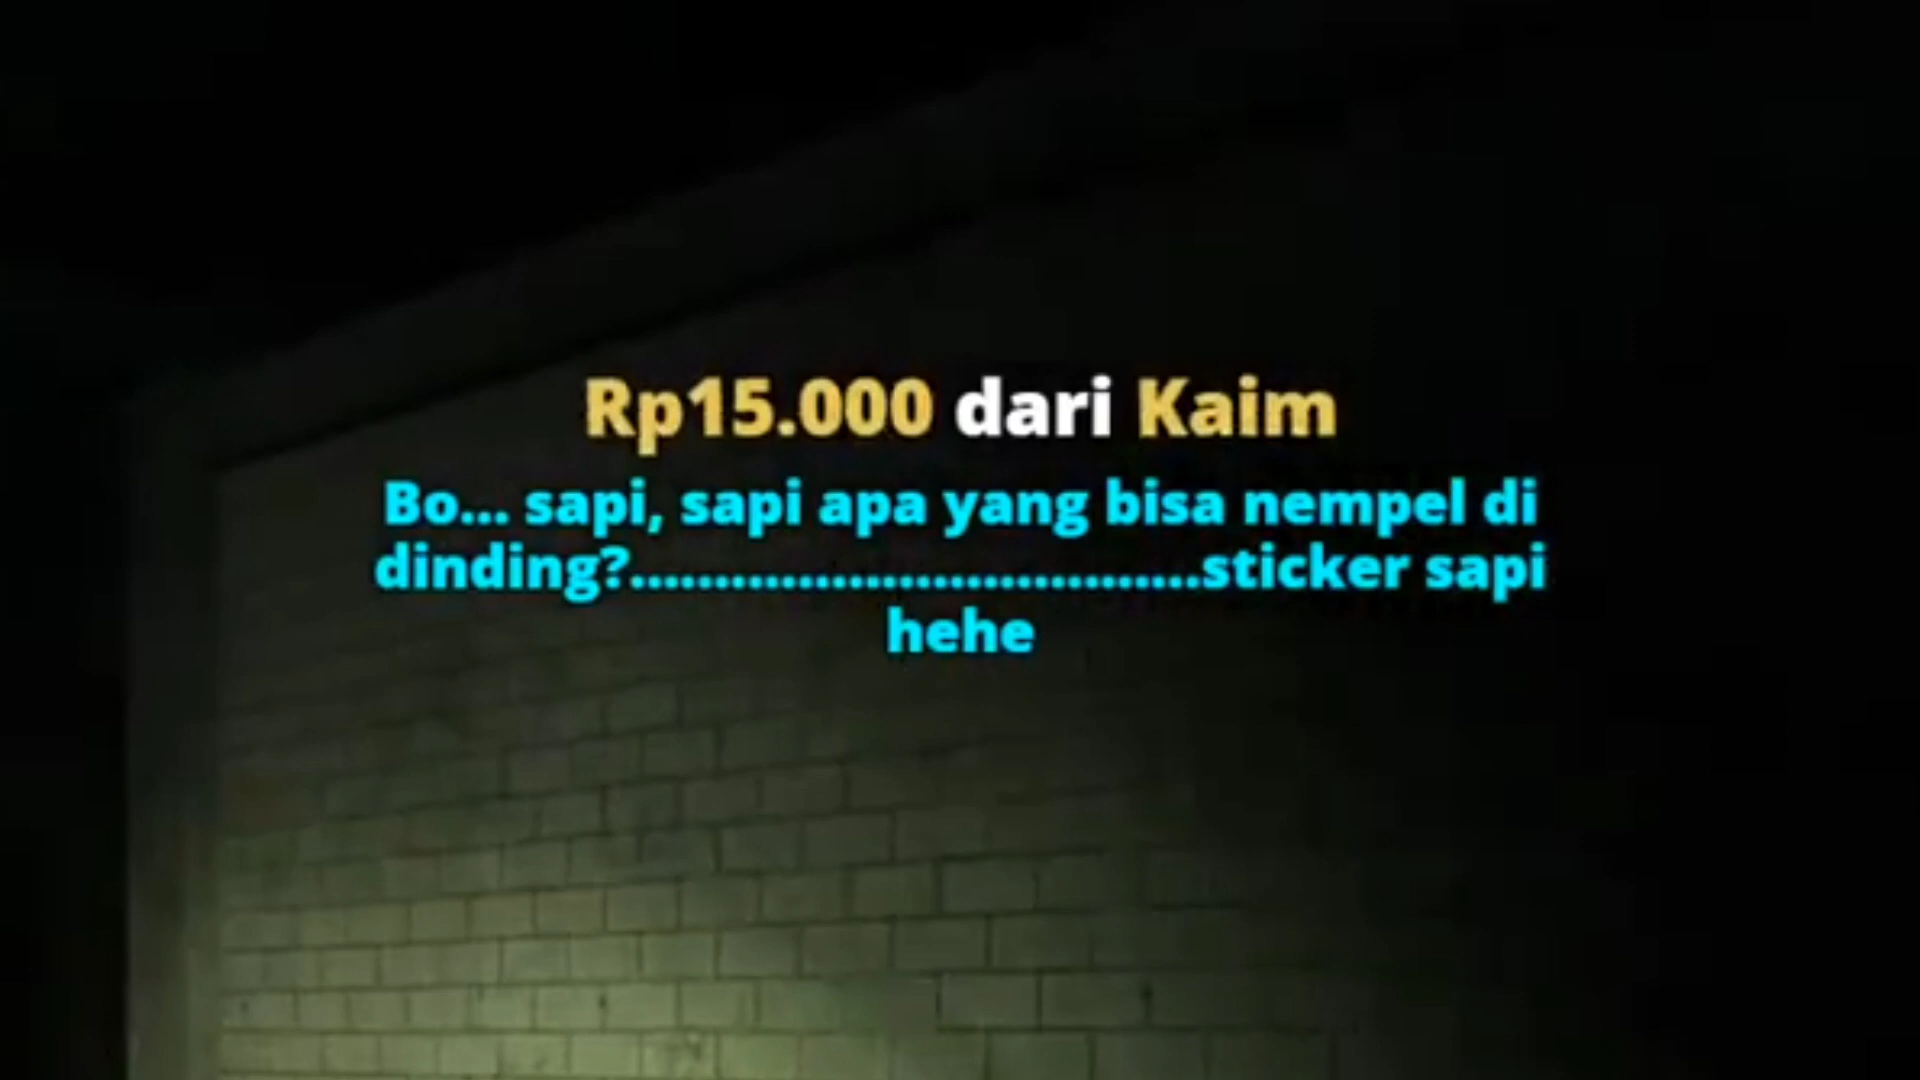 Rp15.000 dari Kaim
Bo... sapi, sapi apa yang bisa nempel di
dinding?...................................sticker sapi
hehe